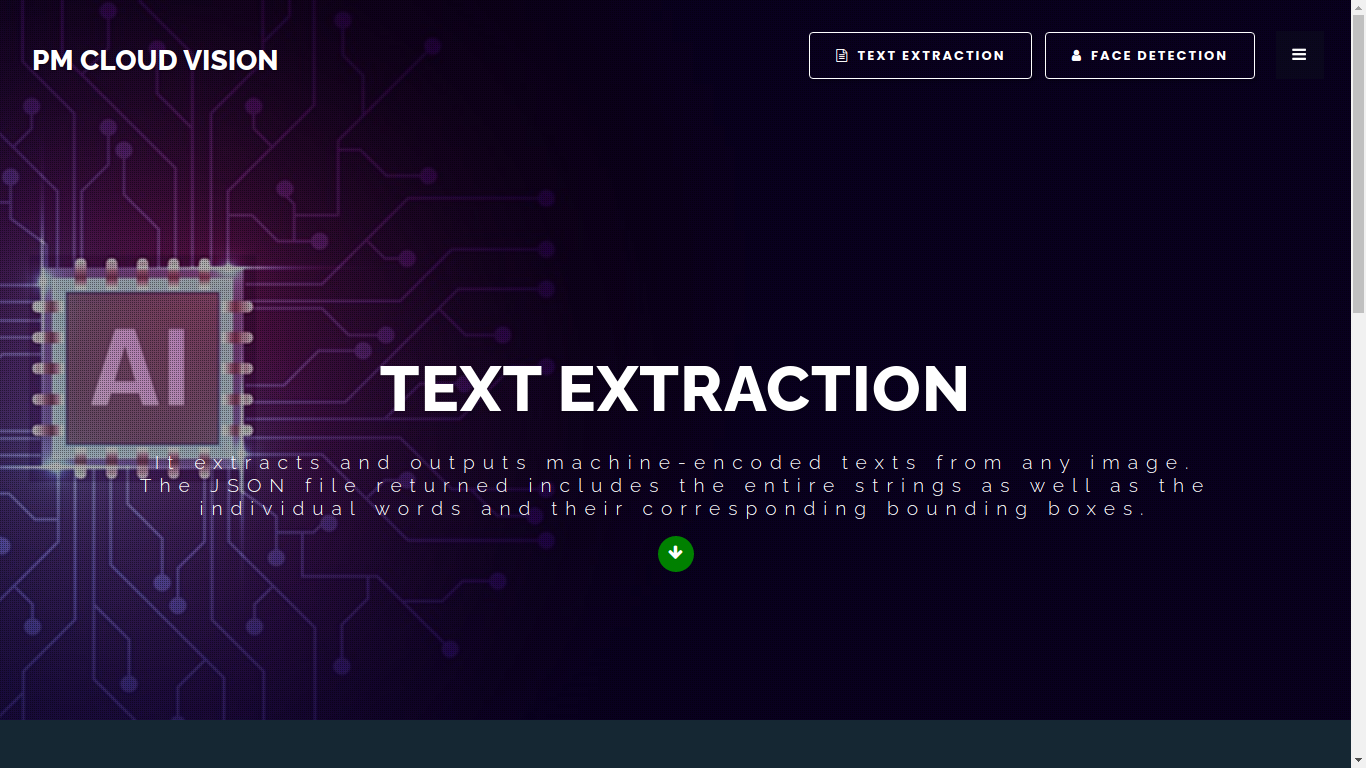 PM CLOUD VISION
TEXT EXTRACTION
FACE DETECTION
AI
TEXT EXTRACTION
It extracts and outputs machine-encoded texts from any image.
The JSON file returned includes the entire strings as well as the
individual words and their corresponding bounding boxes.